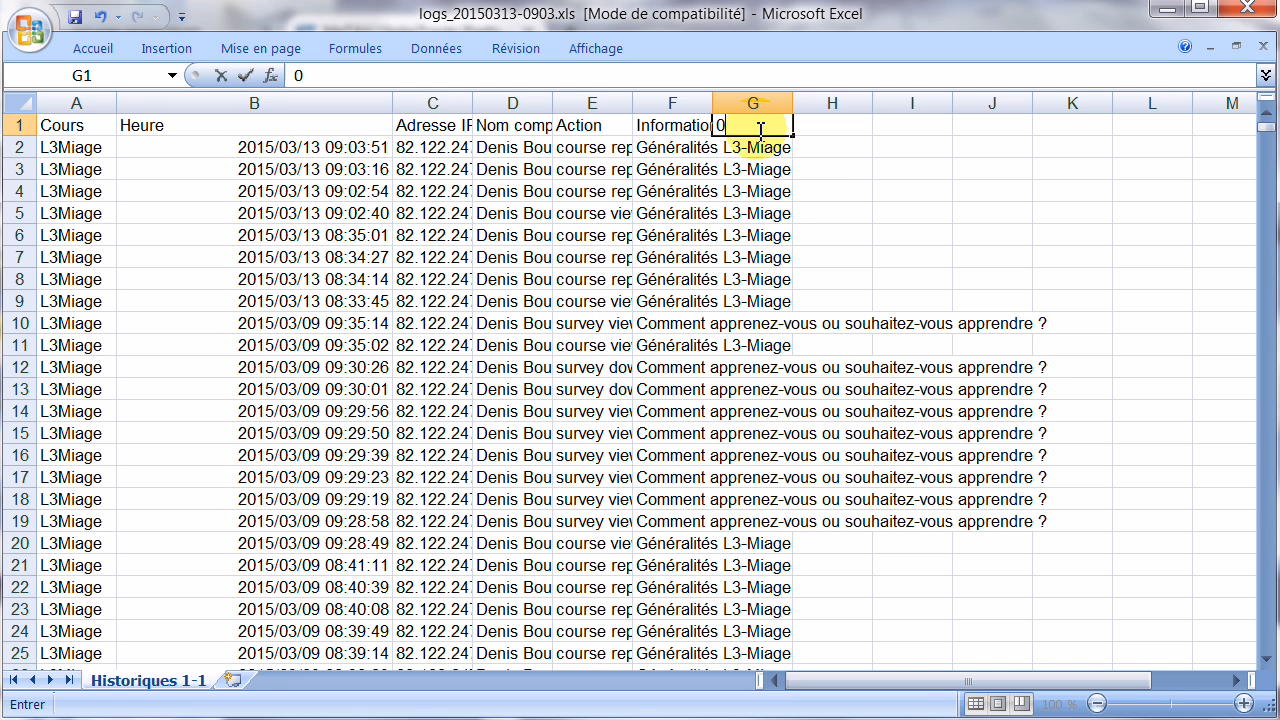 logs_20150313-0903.xls [Mode de compatibilité] - Microsoft Excel
Accueil Insertion Mise en page Formules Données Révision Affichage
G1 fx 0
A B C D E F G H I J K L M
1 Cours Heure Adresse IP Nom comp Action Information 0
2 L3Miage 2015/03/13 09:03:51 82.122.247 Denis Bou course rep Généralités L3-Miage
3 L3Miage 2015/03/13 09:03:16 82.122.247 Denis Bou course rep Généralités L3-Miage
4 L3Miage 2015/03/13 09:02:54 82.122.247 Denis Bou course rep Généralités L3-Miage
5 L3Miage 2015/03/13 09:02:40 82.122.247 Denis Bou course view Généralités L3-Miage
6 L3Miage 2015/03/13 08:35:01 82.122.247 Denis Bou course rep Généralités L3-Miage
7 L3Miage 2015/03/13 08:34:27 82.122.247 Denis Bou course rep Généralités L3-Miage
8 L3Miage 2015/03/13 08:34:14 82.122.247 Denis Bou course rep Généralités L3-Miage
9 L3Miage 2015/03/13 08:33:45 82.122.247 Denis Bou course view Généralités L3-Miage
10 L3Miage 2015/03/09 09:35:14 82.122.247 Denis Bou survey view Comment apprenez-vous ou souhaitez-vous apprendre ?
11 L3Miage 2015/03/09 09:35:02 82.122.247 Denis Bou course view Généralités L3-Miage
12 L3Miage 2015/03/09 09:30:26 82.122.247 Denis Bou survey dow Comment apprenez-vous ou souhaitez-vous apprendre ?
13 L3Miage 2015/03/09 09:30:01 82.122.247 Denis Bou survey dow Comment apprenez-vous ou souhaitez-vous apprendre ?
14 L3Miage 2015/03/09 09:29:56 82.122.247 Denis Bou survey view Comment apprenez-vous ou souhaitez-vous apprendre ?
15 L3Miage 2015/03/09 09:29:50 82.122.247 Denis Bou survey view Comment apprenez-vous ou souhaitez-vous apprendre ?
16 L3Miage 2015/03/09 09:29:39 82.122.247 Denis Bou survey view Comment apprenez-vous ou souhaitez-vous apprendre ?
17 L3Miage 2015/03/09 09:29:23 82.122.247 Denis Bou survey view Comment apprenez-vous ou souhaitez-vous apprendre ?
18 L3Miage 2015/03/09 09:29:19 82.122.247 Denis Bou survey view Comment apprenez-vous ou souhaitez-vous apprendre ?
19 L3Miage 2015/03/09 09:28:58 82.122.247 Denis Bou survey view Comment apprenez-vous ou souhaitez-vous apprendre ?
20 L3Miage 2015/03/09 09:28:49 82.122.247 Denis Bou course view Généralités L3-Miage
21 L3Miage 2015/03/09 08:41:11 82.122.247 Denis Bou course rep Généralités L3-Miage
22 L3Miage 2015/03/09 08:40:39 82.122.247 Denis Bou course rep Généralités L3-Miage
23 L3Miage 2015/03/09 08:40:08 82.122.247 Denis Bou course rep Généralités L3-Miage
24 L3Miage 2015/03/09 08:39:49 82.122.247 Denis Bou course rep Généralités L3-Miage
25 L3Miage 2015/03/09 08:39:14 82.122.247 Denis Bou course rep Généralités L3-Miage
Historiques 1-1
Entrer 100 %